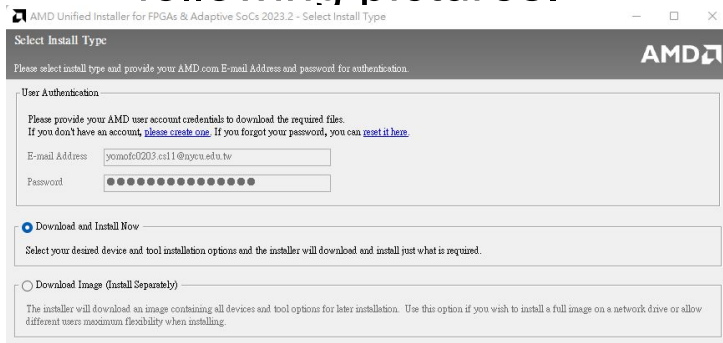 following pictures.
AMD Unified Installer for FPGAs & Adaptive SoCs 2023.2 - Select Install Type
Select Install Type
AMD
Please select install type and provide your AMD.com E-mail Address and password for authentication.
User Authentication
Please provide your AMD user account credentials to download the required files.
If you don't have an account, please create one. If you forgot your password, you can reset it here.
E-mail Address yomofc0203.cs11@nycu.edu.tw
Password ●●●●●●●●●●●●●●●
Download and Install Now
Select your desired device and tool installation options and the installer will download and install just what is required.
Download Image (Install Separately)
The installer will download an image containing all devices and tool options for later installation. Use this option if you wish to install a full image on a network drive or allow
different users maximum flexibility when installing.